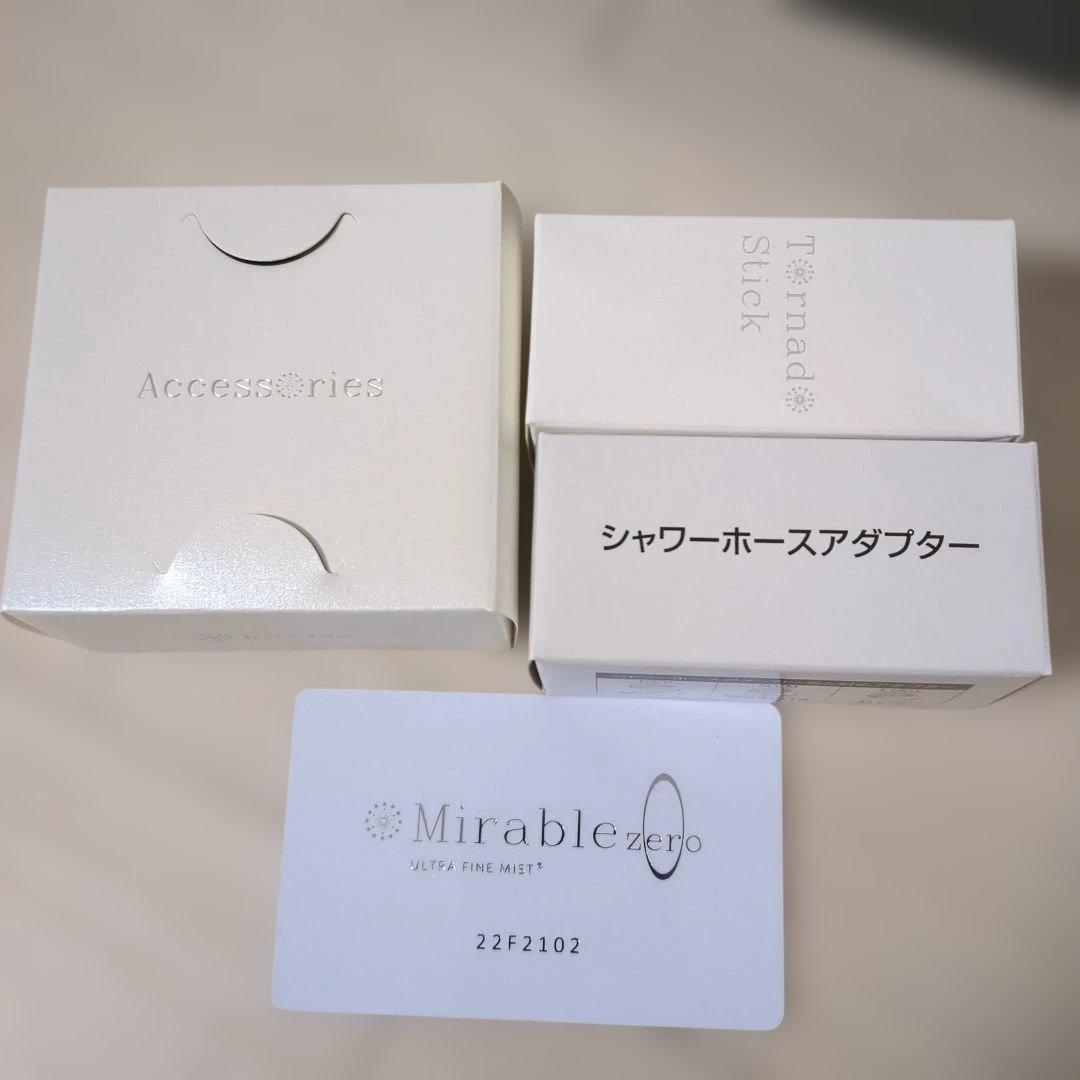 Accessories
Tornado
Stick
シャワーホースアダプター
Mirable zero
ULTRA FINE MIST²
22F2102